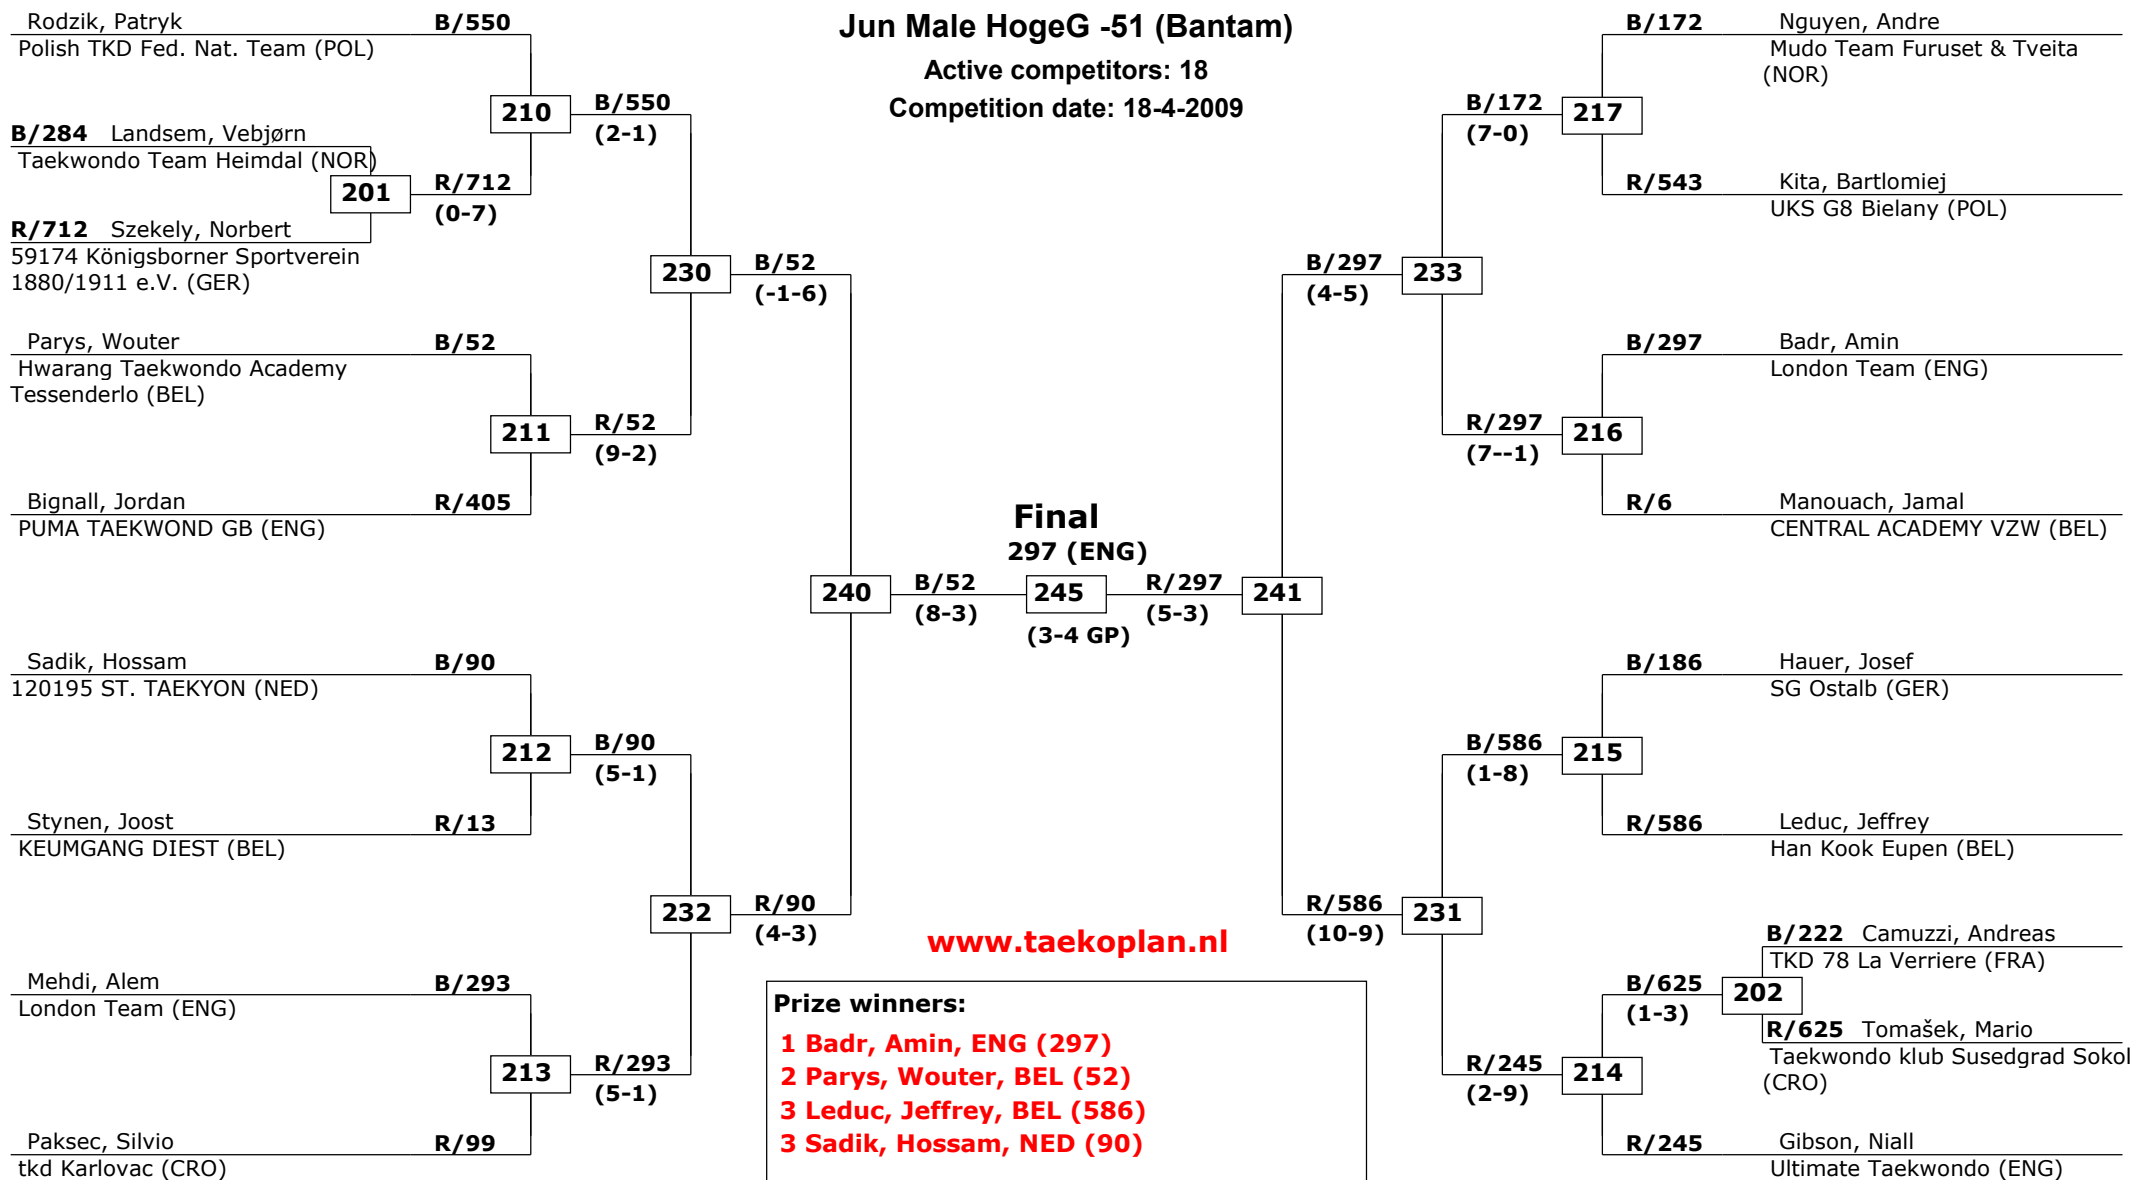 Jun Male HogeG -51 (Bantam)
Active competitors: 18
Competition date: 18-4-2009
Rodzik, Patryk B/550
Polish TKD Fed. Nat. Team (POL)
210
B/550
(2-1)
B/284 Landsem, Vebjørn
Taekwondo Team Heimdal (NOR)
201
R/712
(0-7)
R/712 Szekely, Norbert
59174 Königsborner Sportverein
1880/1911 e.V. (GER)
230
B/52
(-1-6)
Parys, Wouter B/52
Hwarang Taekwondo Academy
Tessenderlo (BEL)
211
R/52
(9-2)
Bignall, Jordan R/405
PUMA TAEKWOND GB (ENG)
240
B/52
(8-3)
Sadik, Hossam B/90
120195 ST. TAEKYON (NED)
212
B/90
(5-1)
Stynen, Joost R/13
KEUMGANG DIEST (BEL)
232
R/90
(4-3)
Mehdi, Alem B/293
London Team (ENG)
213
R/293
(5-1)
Paksec, Silvio R/99
tkd Karlovac (CRO)
Final
297 (ENG)
245
(3-4 GP)
R/297
(5-3)
241
B/172 Nguyen, Andre
Mudo Team Furuset & Tveita
(NOR)
B/172
(7-0)
217
R/543 Kita, Bartlomiej
UKS G8 Bielany (POL)
B/297
(4-5)
233
B/297 Badr, Amin
London Team (ENG)
R/297
(7--1)
216
R/6 Manouach, Jamal
CENTRAL ACADEMY VZW (BEL)
B/186 Hauer, Josef
SG Ostalb (GER)
B/586
(1-8)
215
R/586 Leduc, Jeffrey
Han Kook Eupen (BEL)
R/586
(10-9)
231
B/222 Camuzzi, Andreas
TKD 78 La Verriere (FRA)
B/625
(1-3)
202
R/625 Tomašek, Mario
Taekwondo klub Susedgrad Sokol
(CRO)
R/245
(2-9)
214
R/245 Gibson, Niall
Ultimate Taekwondo (ENG)
www.taekoplan.nl
Prize winners:
1 Badr, Amin, ENG (297)
2 Parys, Wouter, BEL (52)
3 Leduc, Jeffrey, BEL (586)
3 Sadik, Hossam, NED (90)